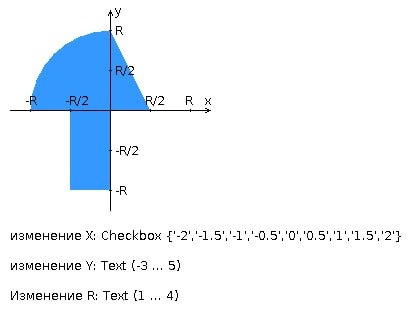 y
R
R/2
-R -R/2 R/2 R x
-R/2
-R
изменение X: Checkbox {'-2','-1.5','-1','-0.5','0','0.5','1','1.5','2'}
изменение Y: Text (-3 ... 5)
Изменение R: Text (1 ... 4)